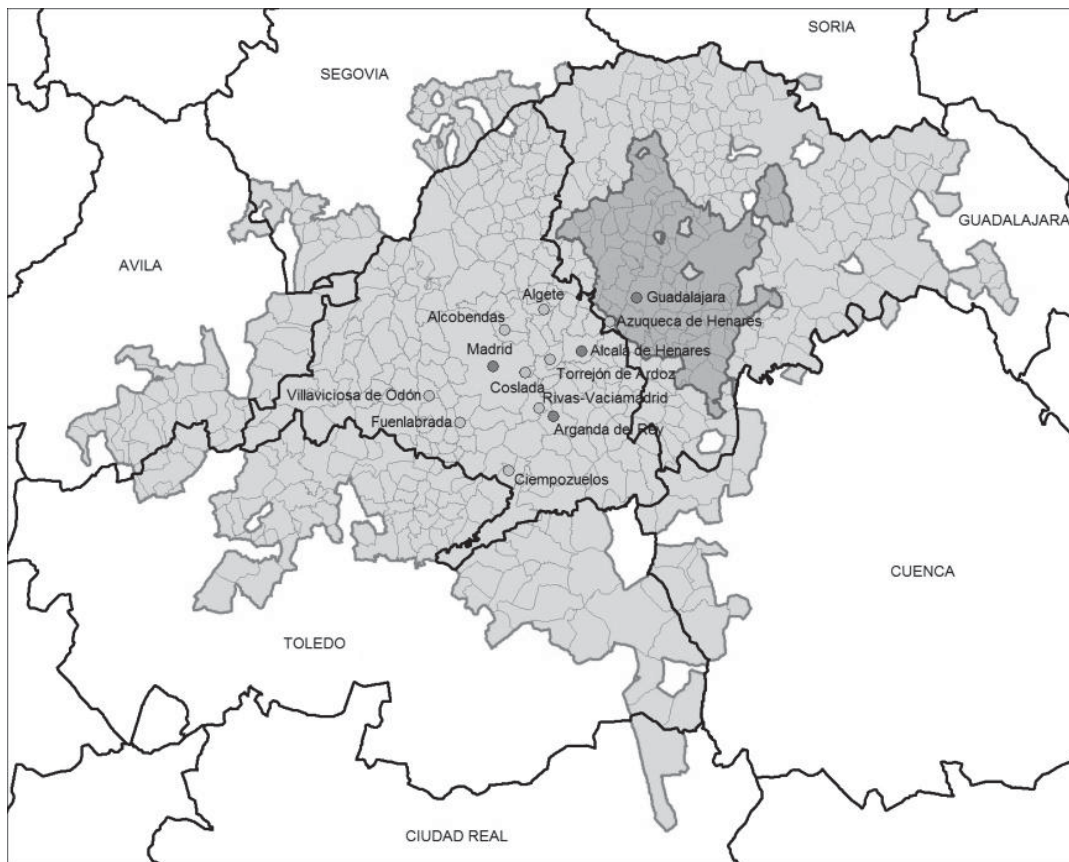 SORIA
SEGOVIA
GUADALAJARA
AVILA
Algete
Guadalajara
Alcobendas
Azuqueca de Henares
Madrid
Alcalá de Henares
Torrejón de Ardoz
Coslada
Villaviciosa de Odón
Rivas-Vaciamadrid
Fuenlabrada
Arganda del Rey
Ciempozuelos
CUENCA
TOLEDO
CIUDAD REAL